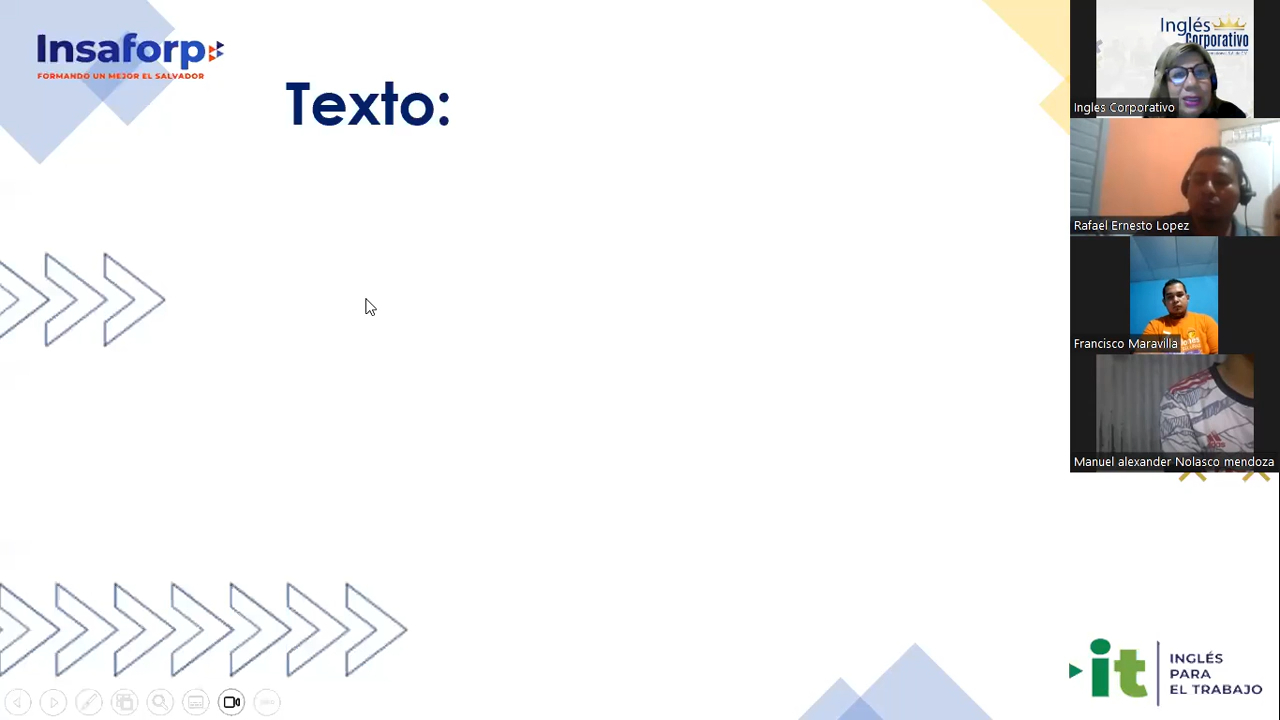 Insaforp
FORMANDO UN MEJOR EL SALVADOR
Texto:
Inglés
Corporativo
Ingles Corporativo
Rafael Ernesto Lopez
Francisco Maravilla
adidas
Manuel alexander Nolasco mendoza
it
INGLÉS
PARA
EL TRABAJO